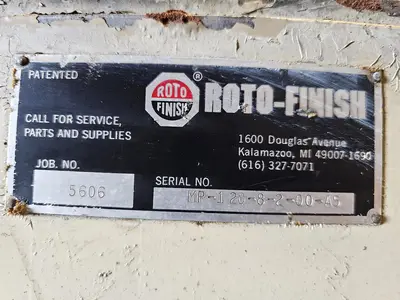 PATENTED
ROTO
FINISH
®
ROTO-FINISH
CALL FOR SERVICE,
PARTS AND SUPPLIES
1600 Douglas Avenue
Kalamazoo, MI 49007-1690
(616) 327-7071
JOB NO.
5606
SERIAL NO.